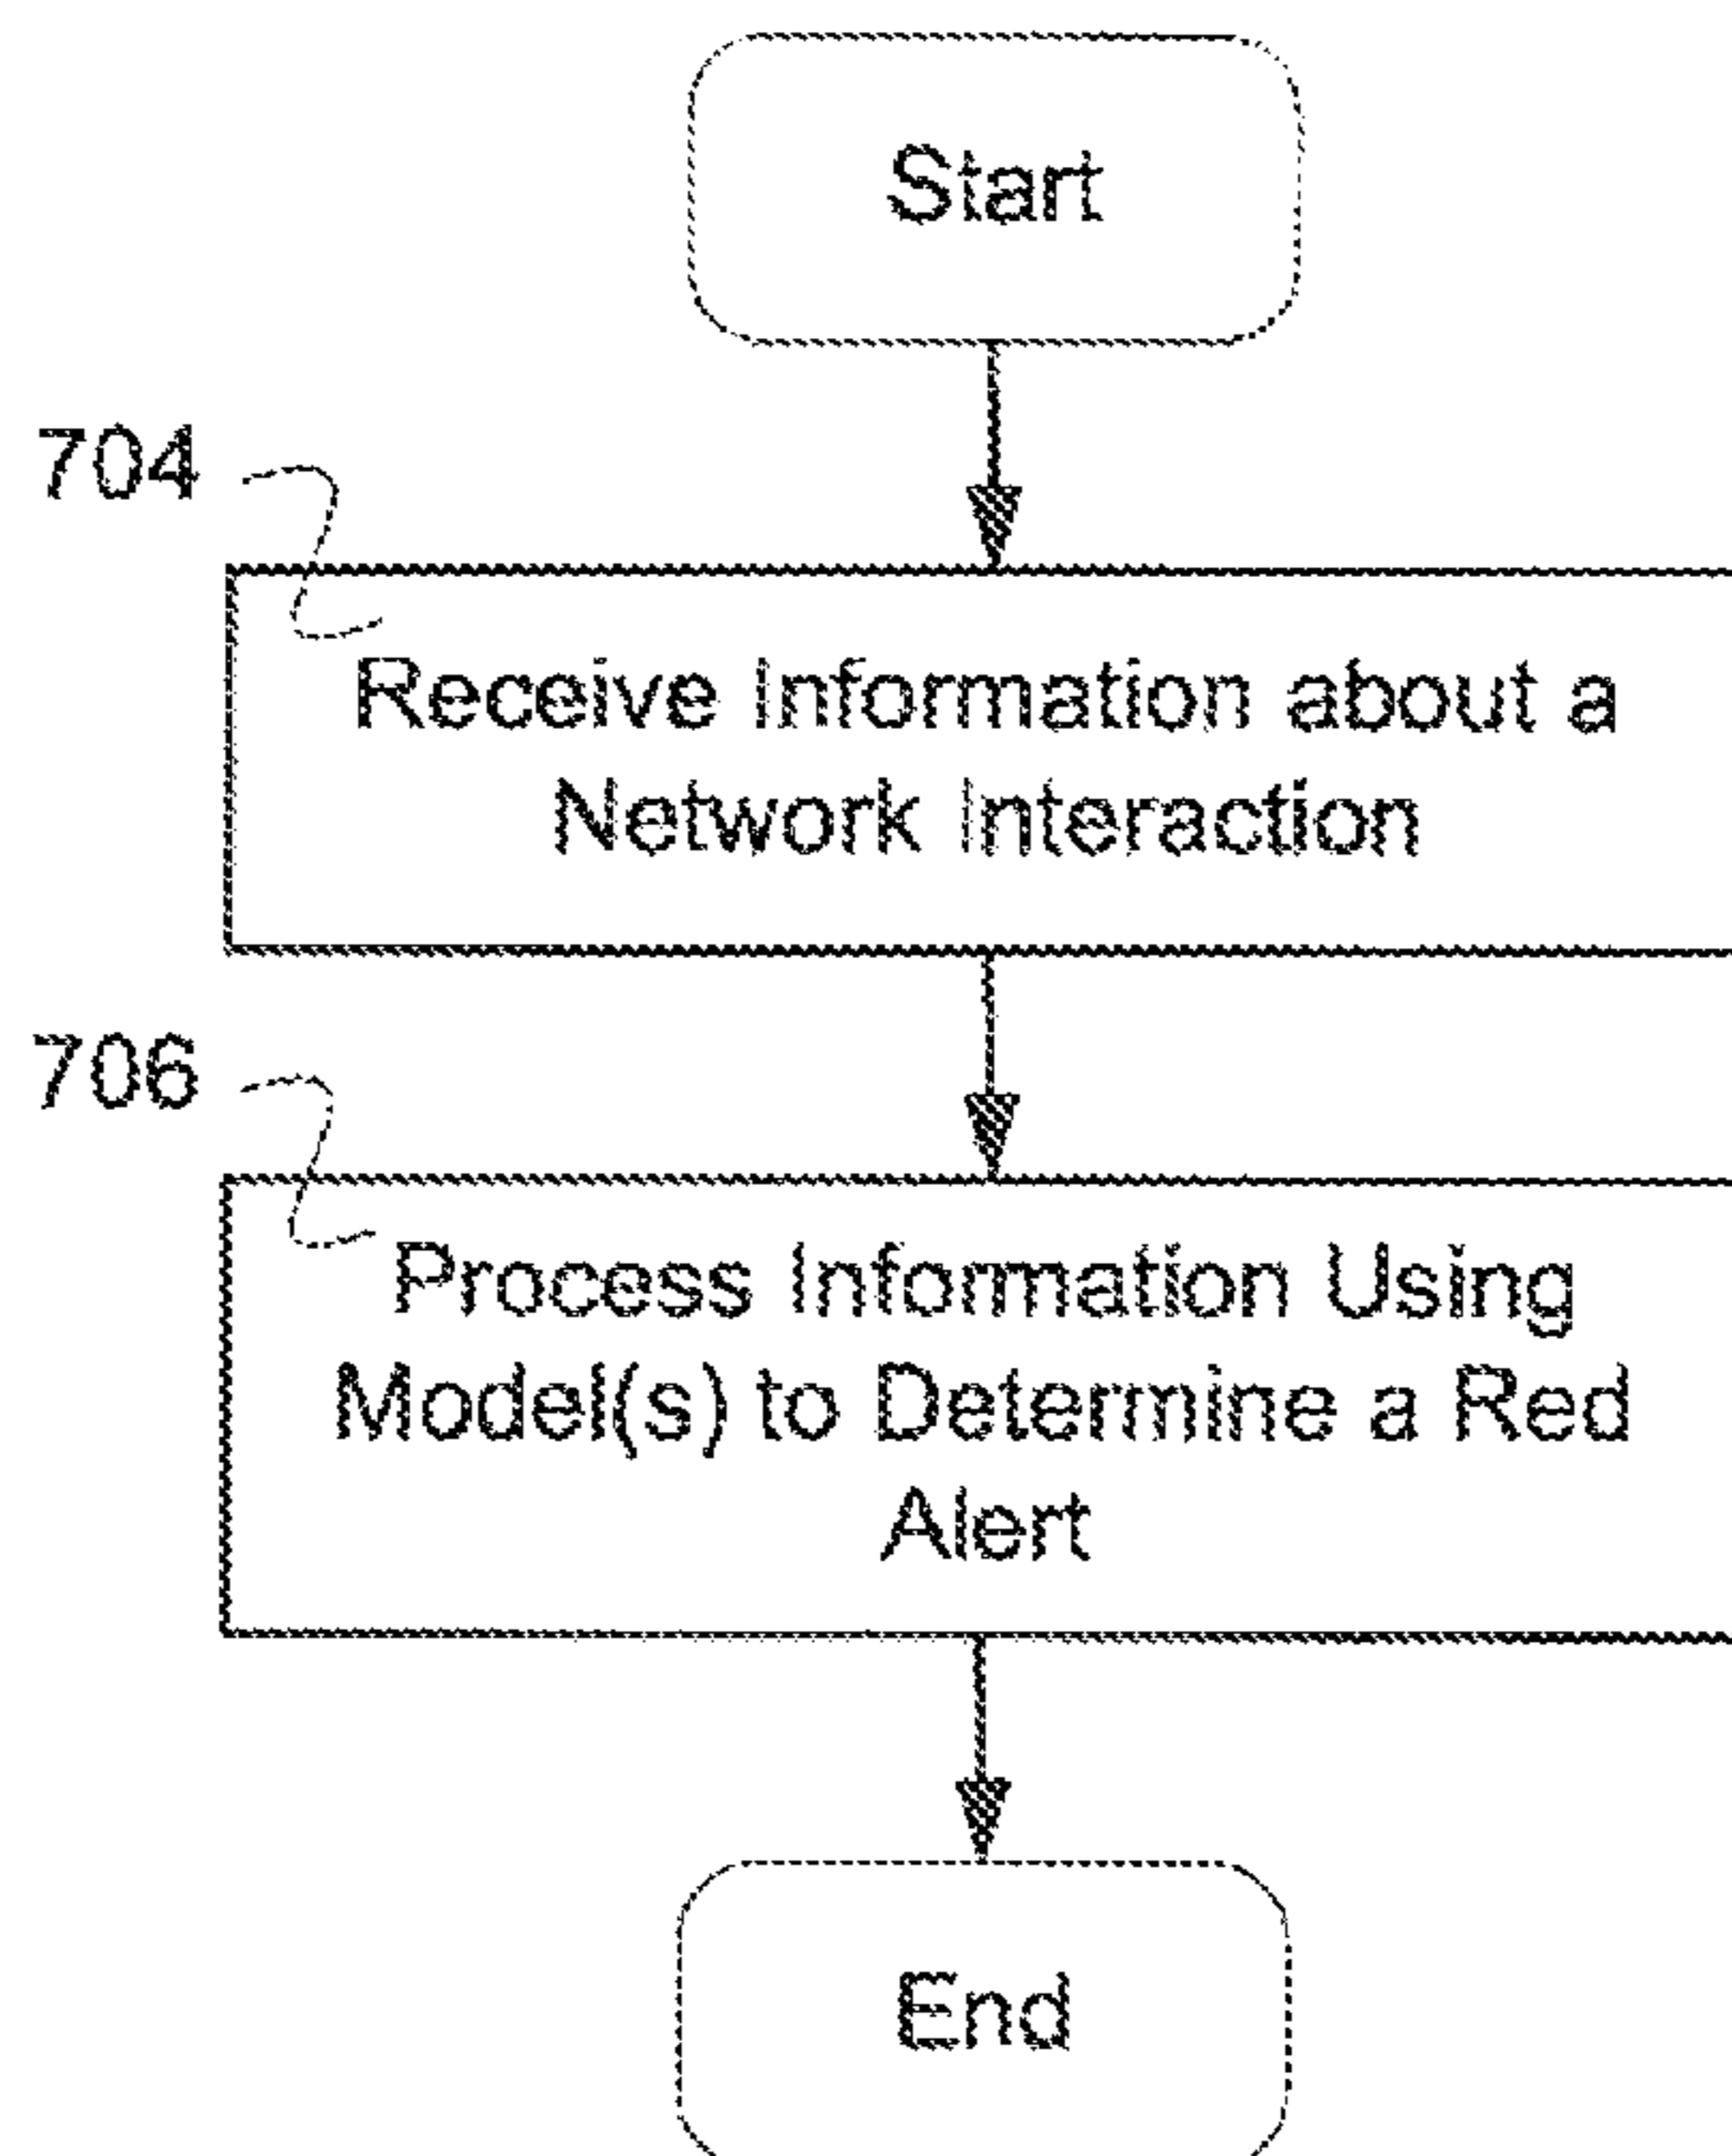 Start
704
Receive Information about a
Network Interaction
706
Process Information Using
Model(s) to Determine a Red
Alert
End